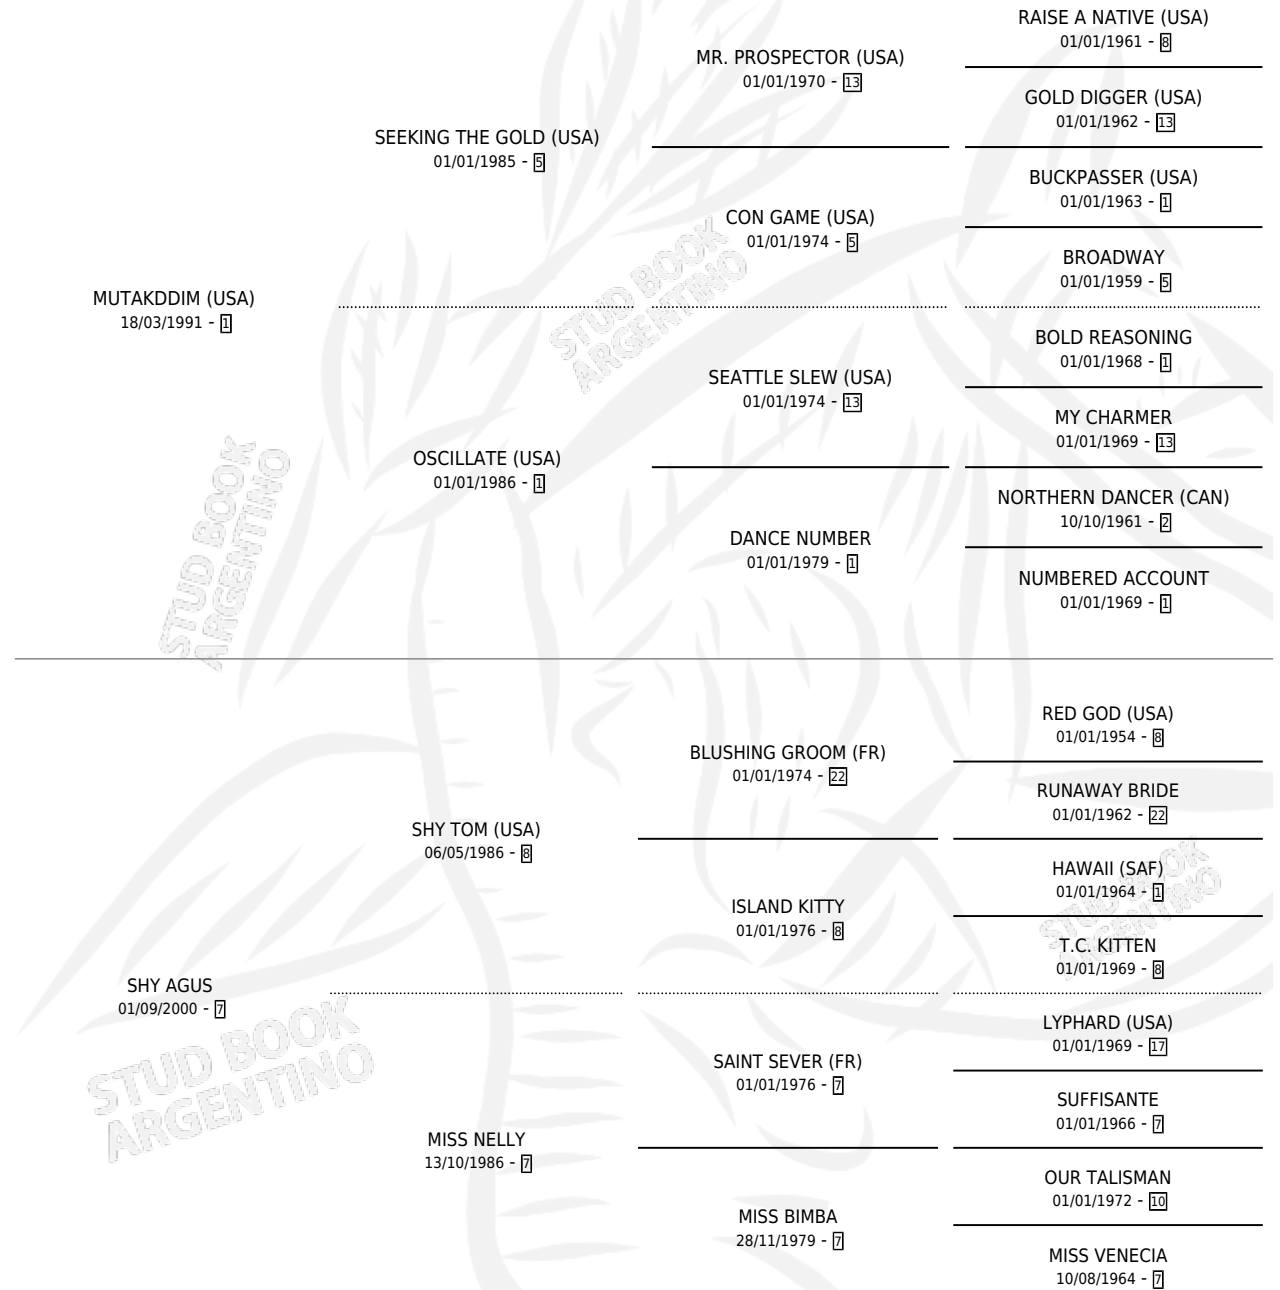 RAISE A NATIVE (USA)
01/01/1961 - 8
MR. PROSPECTOR (USA)
01/01/1970 - 13
GOLD DIGGER (USA)
01/01/1962 - 13
SEEKING THE GOLD (USA)
01/01/1985 - 5
BUCKPASSER (USA)
01/01/1963 - 1
CON GAME (USA)
01/01/1974 - 5
BROADWAY
01/01/1959 - 5
MUTAKDDIM (USA)
18/03/1991 - 1
BOLD REASONING
01/01/1968 - 1
SEATTLE SLEW (USA)
01/01/1974 - 13
MY CHARMER
01/01/1969 - 13
OSCILLATE (USA)
01/01/1986 - 1
NORTHERN DANCER (CAN)
10/10/1961 - 2
DANCE NUMBER
01/01/1979 - 1
NUMBERED ACCOUNT
01/01/1969 - 1
RED GOD (USA)
01/01/1954 - 8
BLUSHING GROOM (FR)
01/01/1974 - 22
RUNAWAY BRIDE
01/01/1962 - 22
SHY TOM (USA)
06/05/1986 - 8
HAWAII (SAF)
01/01/1964 - 1
ISLAND KITTY
01/01/1976 - 8
T.C. KITTEN
01/01/1969 - 8
SHY AGUS
01/09/2000 - 7
LYPHARD (USA)
01/01/1969 - 17
SAINT SEVER (FR)
01/01/1976 - 7
SUFFISANTE
01/01/1966 - 7
MISS NELLY
13/10/1986 - 7
OUR TALISMAN
01/01/1972 - 10
MISS BIMBA
28/11/1979 - 7
MISS VENECIA
10/08/1964 - 7
STUD BOOK
ARGENTINO
STUD BOOK
ARGENTINO
STUD BOOK
ARGENTINO
STUD BOOK
ARGENTINO